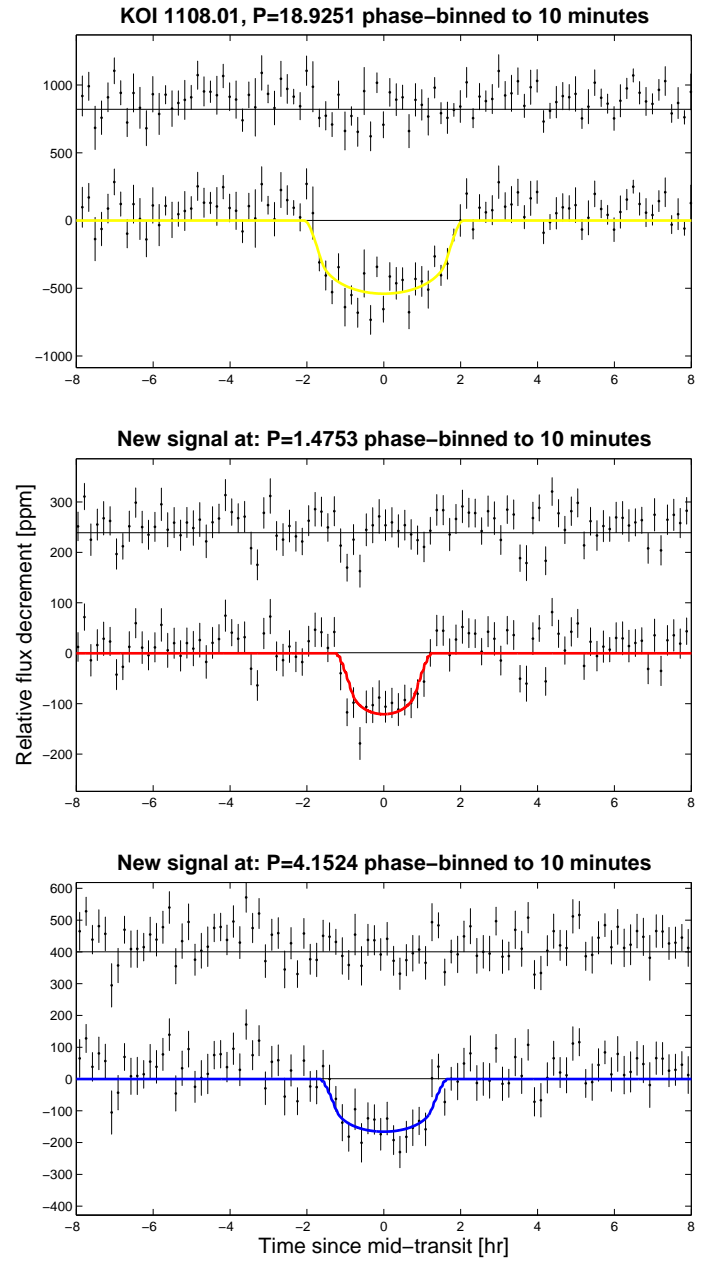 KOI 1108.01, P=18.9251 phase−binned to 10 minutes
1000
500
0
−500
−1000
−8 −6 −4 −2 0 2 4 6 8
New signal at: P=1.4753 phase−binned to 10 minutes
Relative flux decrement [ppm]
300
200
100
0
−100
−200
−8 −6 −4 −2 0 2 4 6 8
New signal at: P=4.1524 phase−binned to 10 minutes
600
500
400
300
200
100
0
−100
−200
−300
−400
−8 −6 −4 −2 0 2 4 6 8
Time since mid−transit [hr]